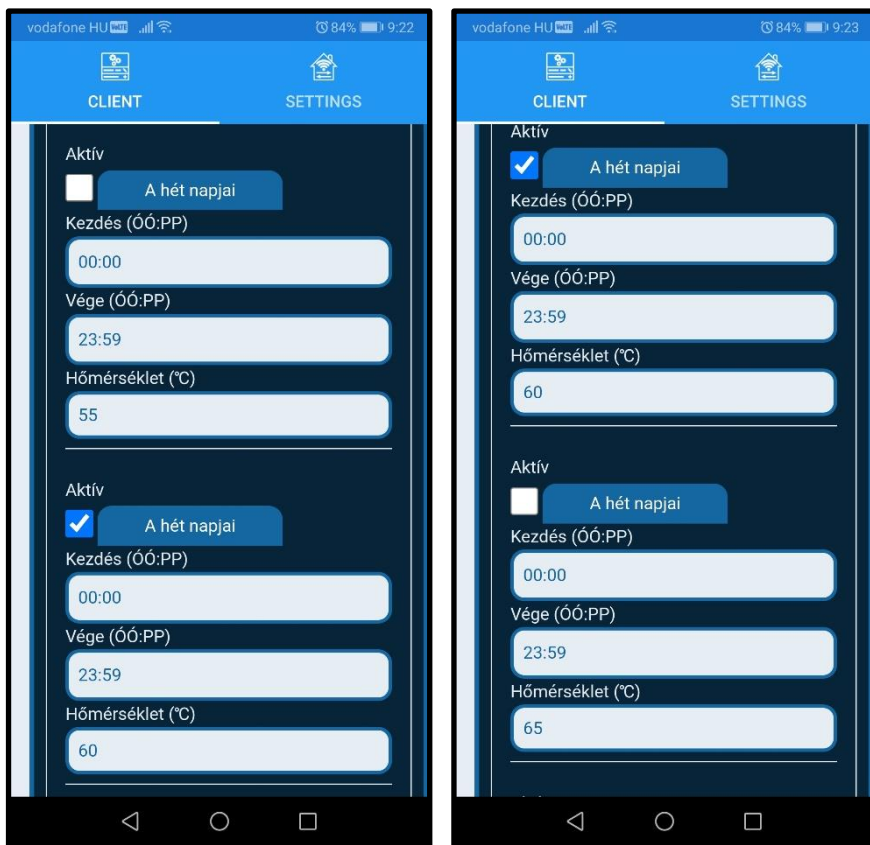 vodafone HU VoLTE 84% 9:22
CLIENT SETTINGS
Aktív
A hét napjai
Kezdés (ÓÓ:PP)
00:00
Vége (ÓÓ:PP)
23:59
Hőmérséklet (℃)
55
Aktív
A hét napjai
Kezdés (ÓÓ:PP)
00:00
Vége (ÓÓ:PP)
23:59
Hőmérséklet (℃)
60
vodafone HU VoLTE 84% 9:23
CLIENT SETTINGS
Aktív
A hét napjai
Kezdés (ÓÓ:PP)
00:00
Vége (ÓÓ:PP)
23:59
Hőmérséklet (℃)
60
Aktív
A hét napjai
Kezdés (ÓÓ:PP)
00:00
Vége (ÓÓ:PP)
23:59
Hőmérséklet (℃)
65